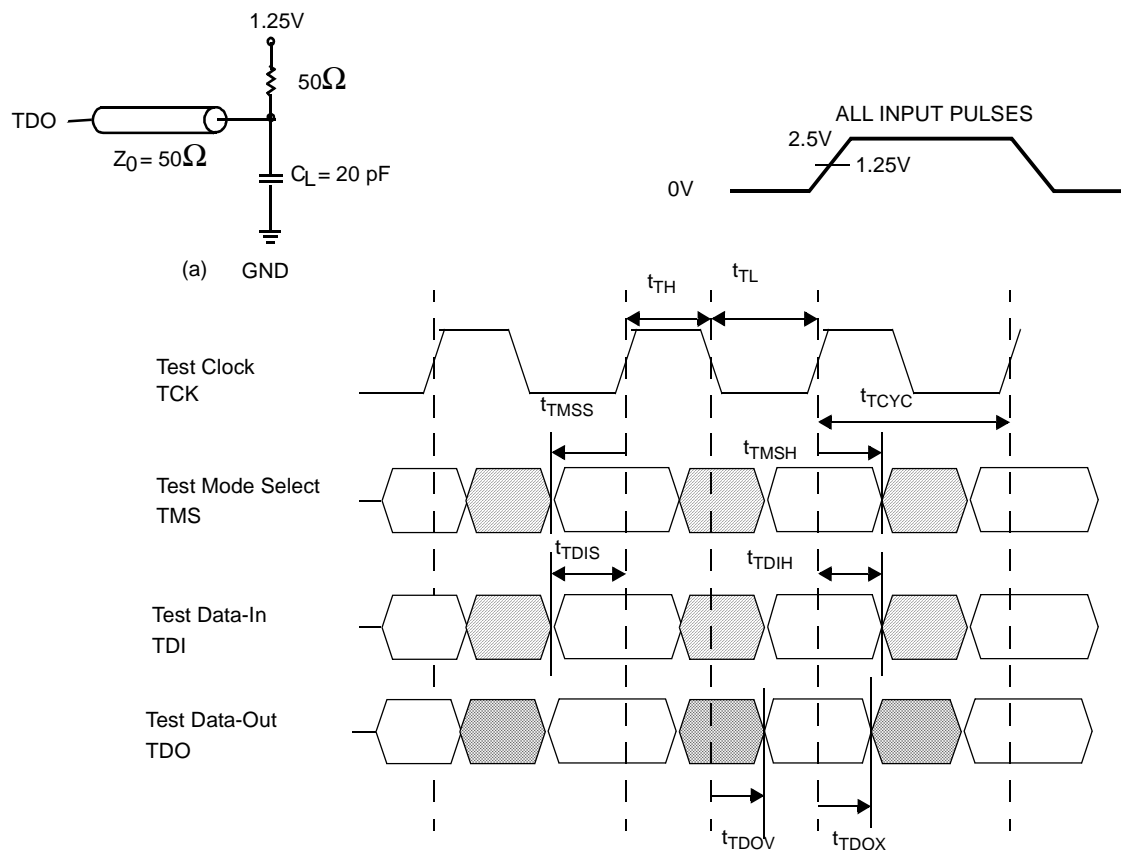 1.25V
50Ω
TDO
Z0 = 50Ω
CL = 20 pF
(a) GND
ALL INPUT PULSES
2.5V
1.25V
0V
tTH
tTL
Test Clock
TCK
tTMSS
tTCYC
Test Mode Select
TMS
tTMSH
tTDIS
tTDIH
Test Data-In
TDI
Test Data-Out
TDO
tTDOV
tTDOX